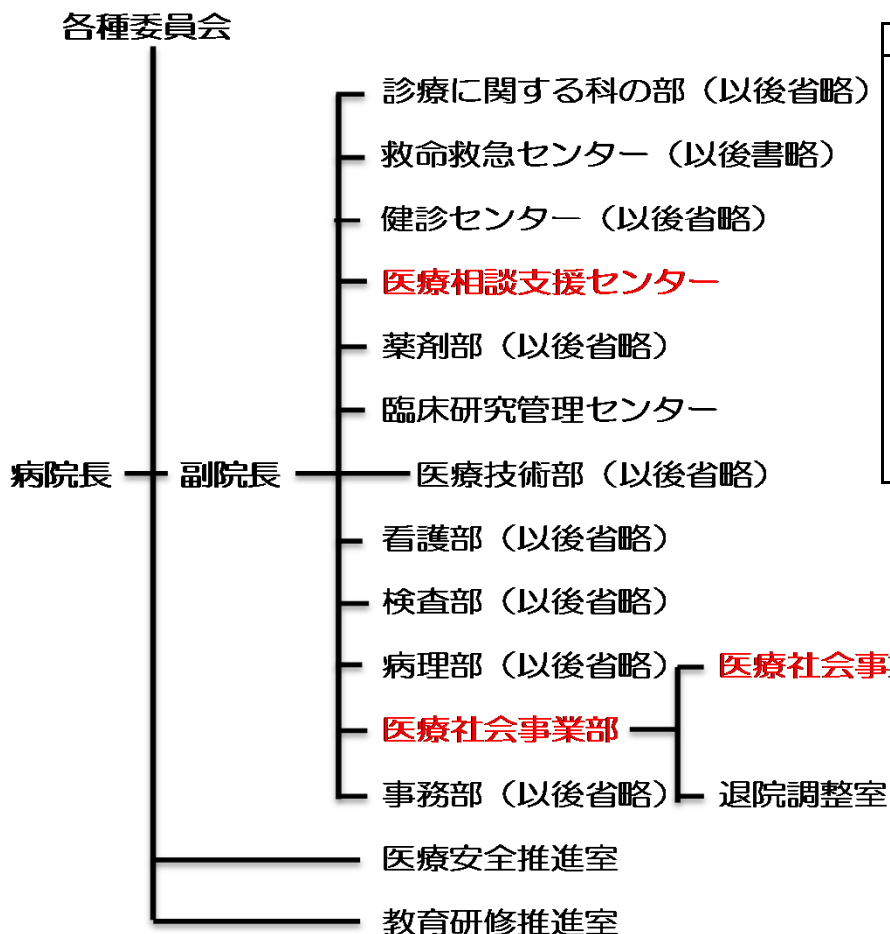 各種委員会
診療に関する科の部（以後省略）
救命救急センター（以後書略）
健診センター（以後省略）
医療相談支援センター
薬剤部（以後省略）
臨床研究管理センター
病院長
副院長
医療技術部（以後省略）
看護部（以後省略）
検査部（以後省略）
病理部（以後省略）
医療社会事
医療社会事業部
事務部（以後省略）
退院調整室
医療安全推進室
教育研修推進室